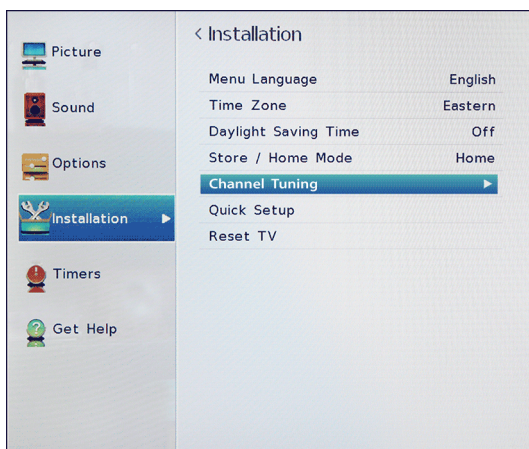 Picture
Sound
Options
Installation
Timers
Get Help
< Installation
Menu Language English
Time Zone Eastern
Daylight Saving Time Off
Store / Home Mode Home
Channel Tuning
Quick Setup
Reset TV